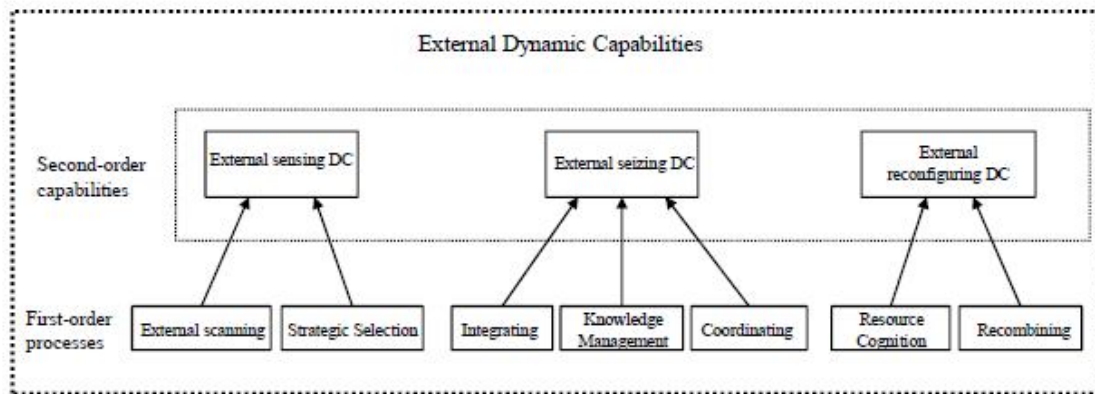 External Dynamic Capabilities
Second-order
capabilities
External sensing DC
External seizing DC
External
reconfiguring DC
First-order
processes
External scanning
Strategic Selection
Integrating
Knowledge
Management
Coordinating
Resource
Cognition
Recombining